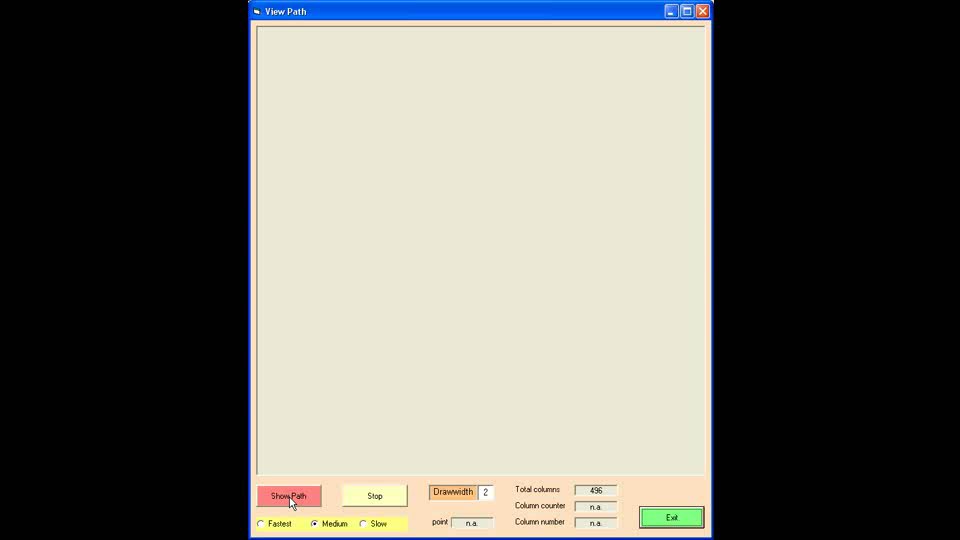 View Path
Show Path
Stop
Drawwidth 2
Total columns 496
Column counter n.a.
Fastest Medium Slow
point n.a.
Column number n.a.
Exit